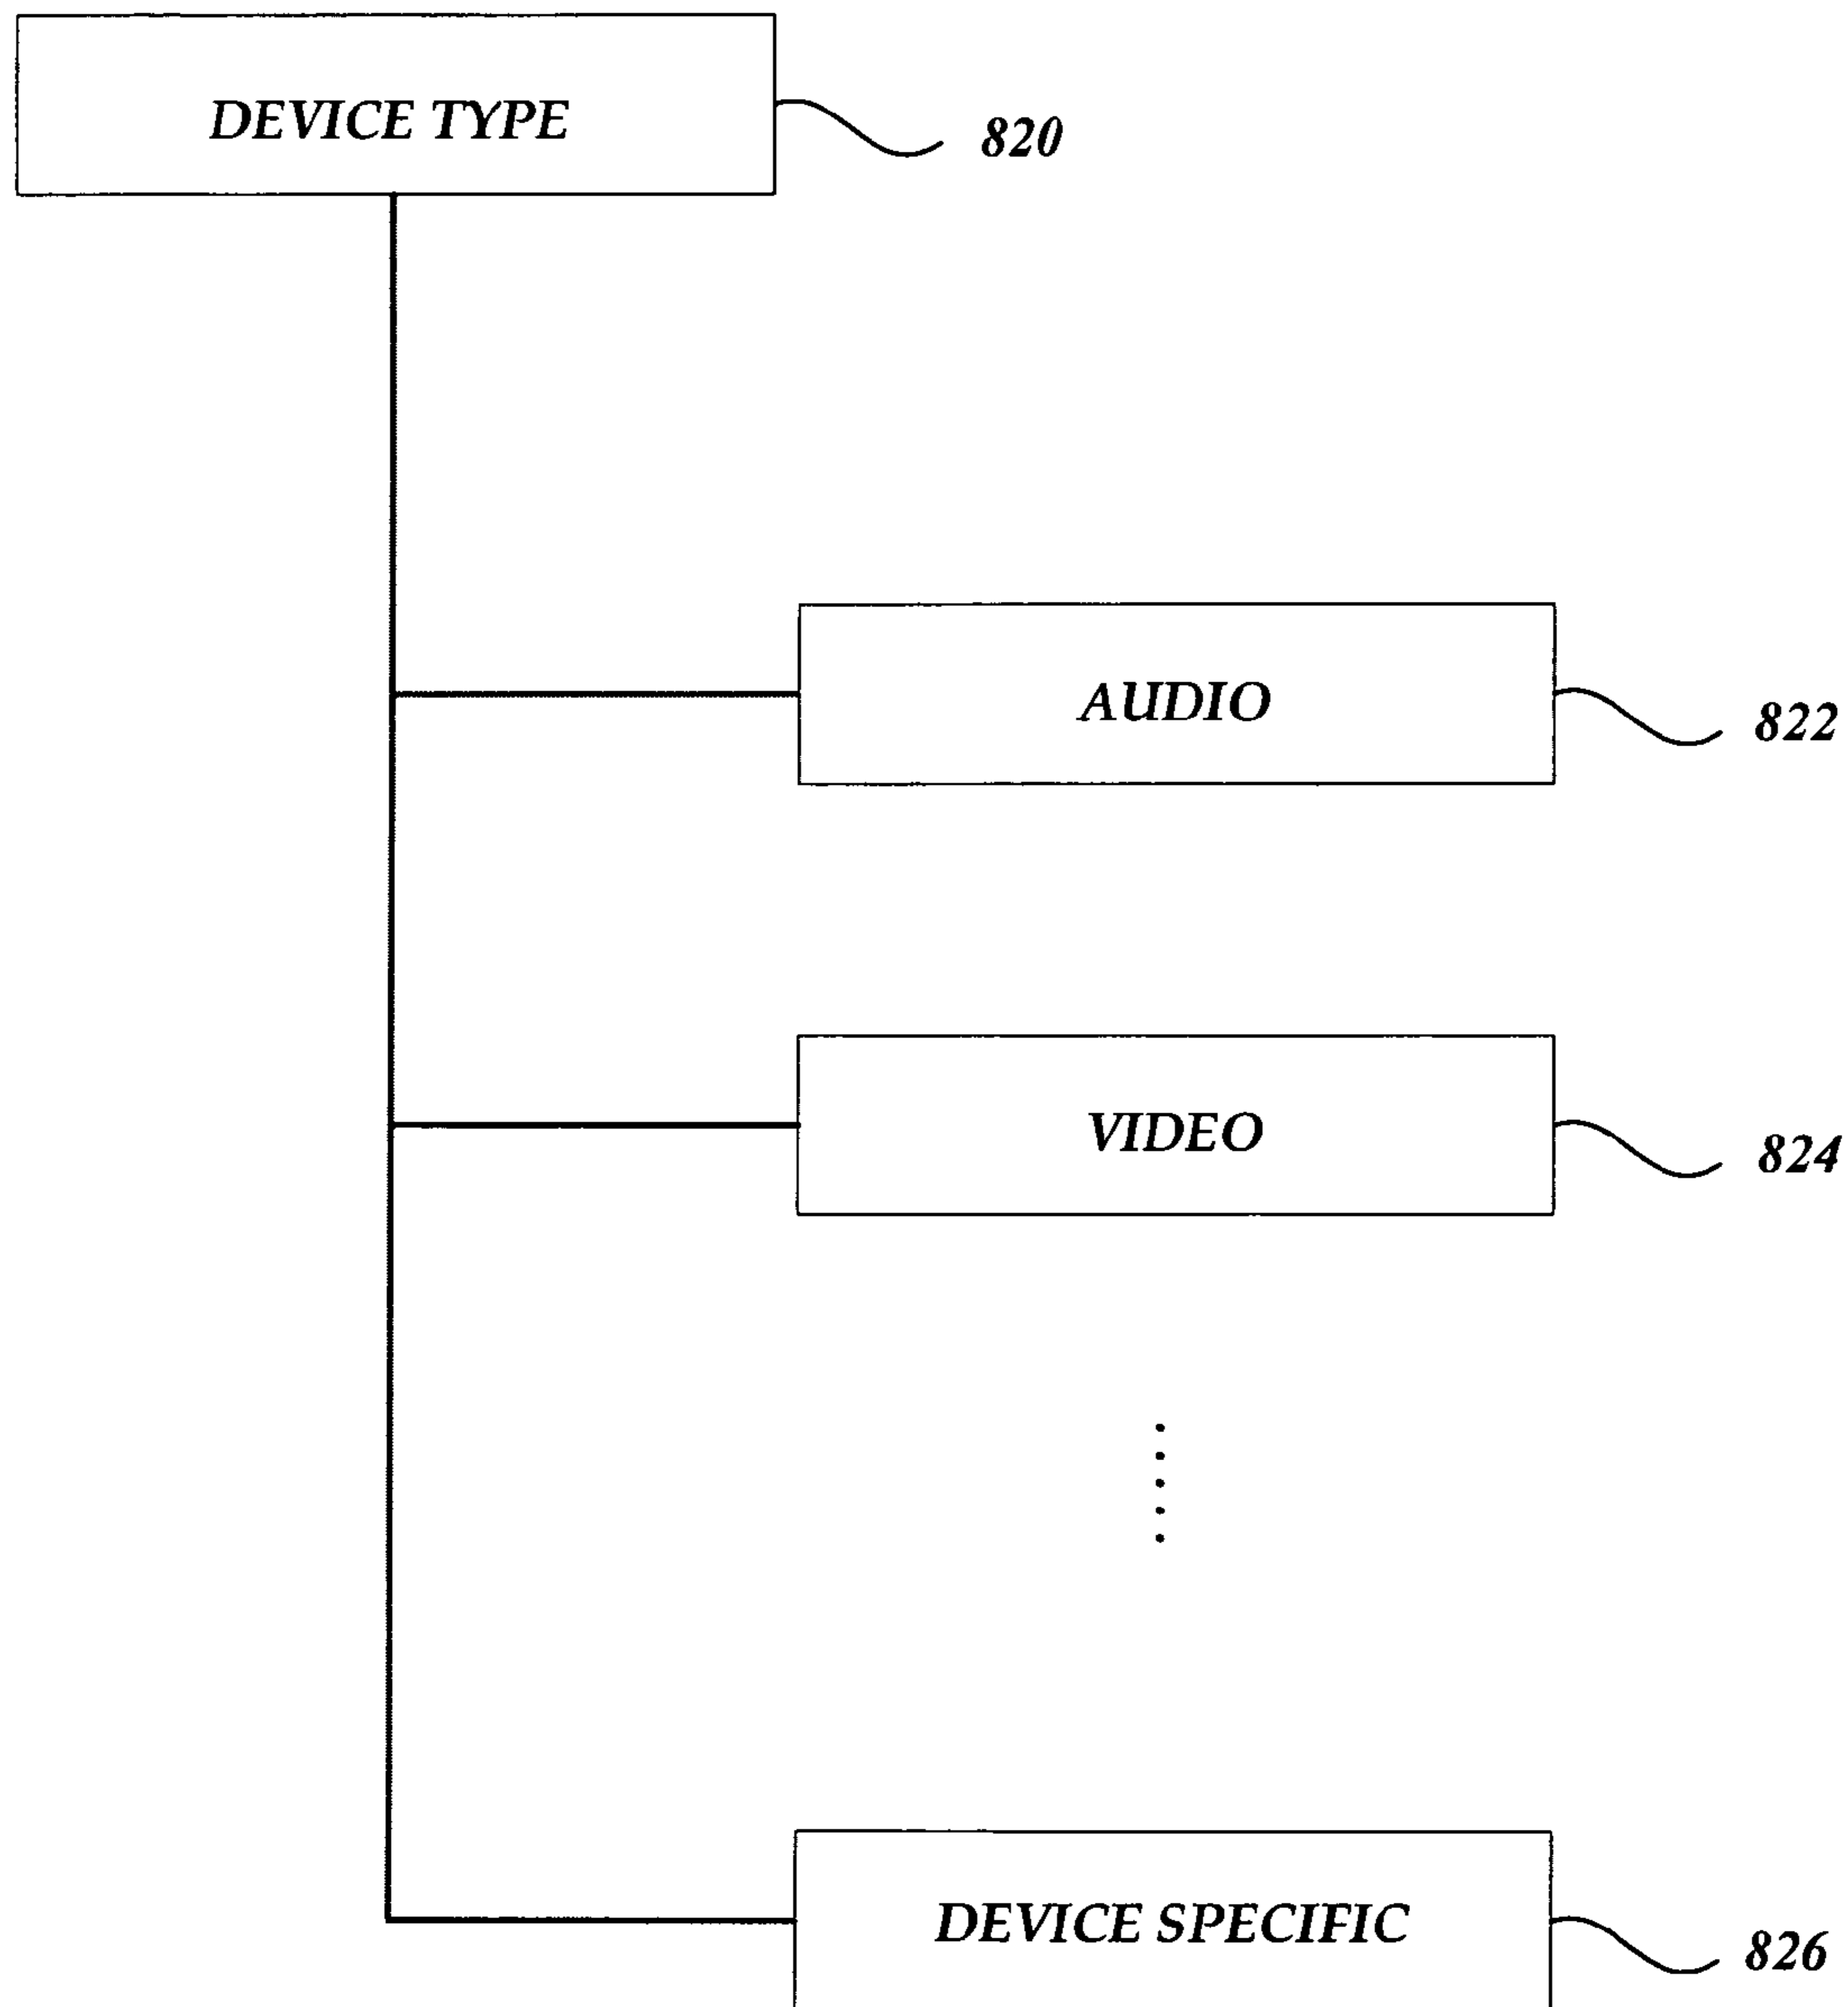 DEVICE TYPE
820
AUDIO
822
VIDEO
824
DEVICE SPECIFIC
826